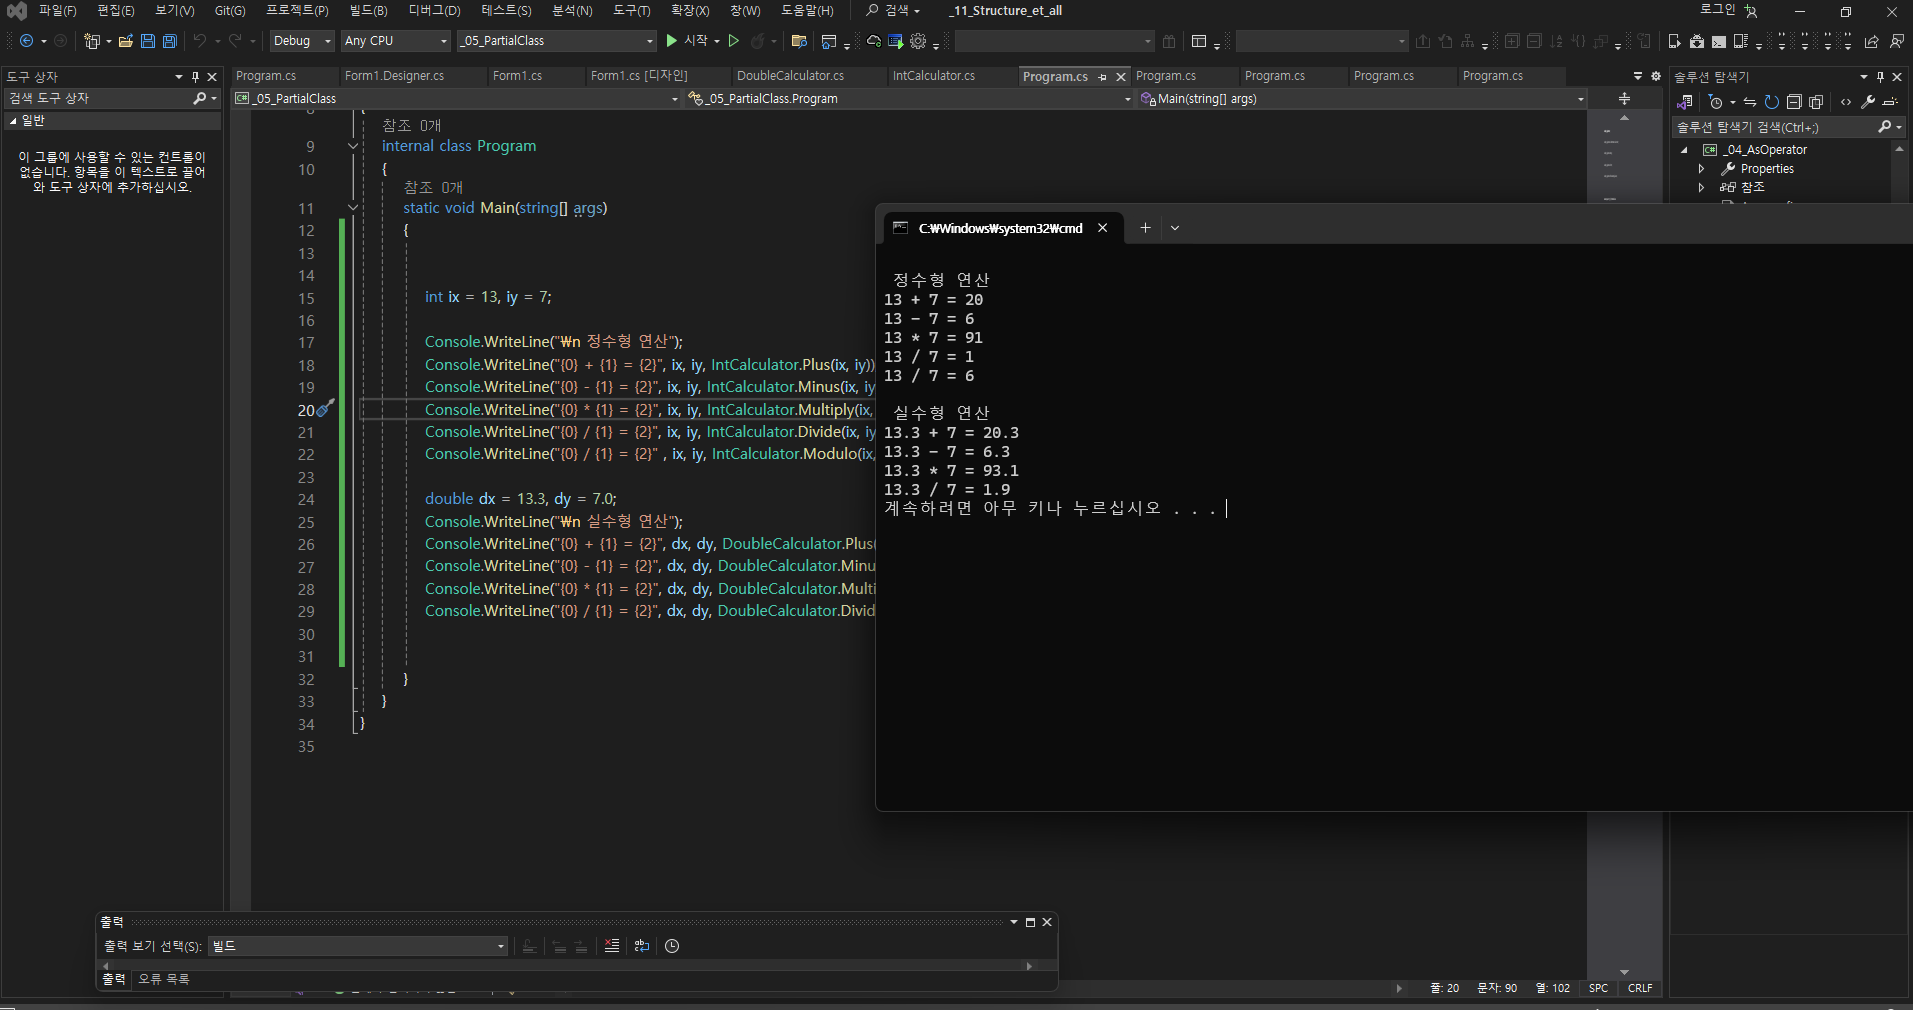 파일(F) 편집(E) 보기(V) Git(G) 프로젝트(P) 빌드(B) 디버그(D) 테스트(S) 분석(N) 도구(T) 확장(X) 창(W) 도움말(H) 검색 _11_Structure_et_all 로그인
Debug Any CPU _05_PartialClass 시작
도구 상자
검색 도구 상자
일반
이 그룹에 사용할 수 있는 컨트롤이
없습니다. 항목을 이 텍스트로 끌어
와 도구 상자에 추가하십시오.
Program.cs Form1.Designer.cs Form1.cs Form1.cs [디자인] DoubleCalculator.cs IntCalculator.cs Program.cs Program.cs Program.cs Program.cs Program.cs
_05_PartialClass _05_PartialClass.Program Main(string[] args)
참조 0개
9 internal class Program
10 {
참조 0개
11 static void Main(string[] args)
12 {
13
14
15 int ix = 13, iy = 7;
16
17 Console.WriteLine("₩n 정수형 연산");
18 Console.WriteLine("{0} + {1} = {2}", ix, iy, IntCalculator.Plus(ix, iy))
19 Console.WriteLine("{0} - {1} = {2}", ix, iy, IntCalculator.Minus(ix, iy
20 Console.WriteLine("{0} * {1} = {2}", ix, iy, IntCalculator.Multiply(ix,
21 Console.WriteLine("{0} / {1} = {2}", ix, iy, IntCalculator.Divide(ix, iy
22 Console.WriteLine("{0} / {1} = {2}" , ix, iy, IntCalculator.Modulo(ix,
23
24 double dx = 13.3, dy = 7.0;
25 Console.WriteLine("₩n 실수형 연산");
26 Console.WriteLine("{0} + {1} = {2}", dx, dy, DoubleCalculator.Plus(
27 Console.WriteLine("{0} - {1} = {2}", dx, dy, DoubleCalculator.Minu
28 Console.WriteLine("{0} * {1} = {2}", dx, dy, DoubleCalculator.Multi
29 Console.WriteLine("{0} / {1} = {2}", dx, dy, DoubleCalculator.Divid
30
31
32 }
33 }
34 }
35
C:₩Windows₩system32₩cmd
정수형 연산
13 + 7 = 20
13 - 7 = 6
13 * 7 = 91
13 / 7 = 1
13 / 7 = 6
실수형 연산
13.3 + 7 = 20.3
13.3 - 7 = 6.3
13.3 * 7 = 93.1
13.3 / 7 = 1.9
계속하려면 아무 키나 누르십시오 . . .
솔루션 탐색기
솔루션 탐색기 검색(Ctrl+;)
_04_AsOperator
Properties
참조
출력
출력 보기 선택(S): 빌드
출력 오류 목록
줄: 20 문자: 90 열: 102 SPC CRLF